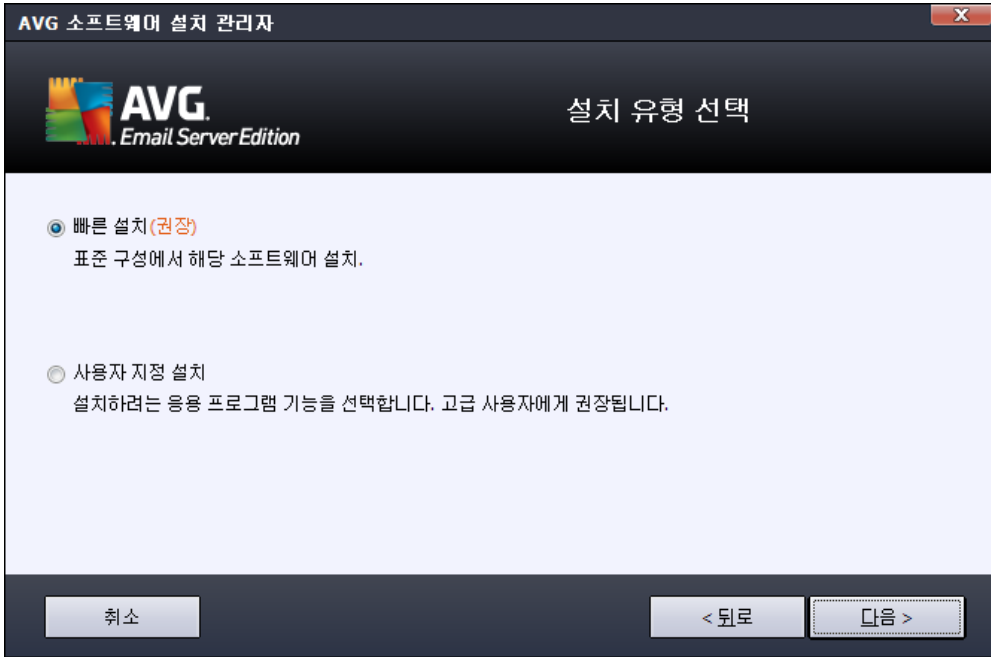 AVG 소프트웨어 설치 관리자
X
AVG.
Email Server Edition
설치 유형 선택
빠른 설치(권장)
표준 구성에서 해당 소프트웨어 설치.
사용자 지정 설치
설치하려는 응용 프로그램 기능을 선택합니다. 고급 사용자에게 권장됩니다.
취소
< 뒤로
다음 >